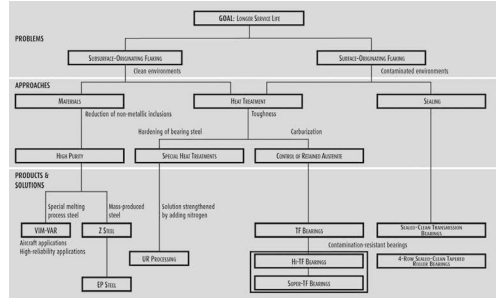 GOAL: LONGER SERVICE LIFE
PROBLEMS
SUBSURFACE-ORIGINATING FLAKING
SURFACE-ORIGINATING FLAKING
Clean environments
Contaminated environments
APPROACHES
MATERIALS
HEAT TREATMENT
SEALING
Reduction of non-metallic inclusions
Toughness
Hardening of bearing steel
Carburization
HIGH PURITY
SPECIAL HEAT TREATMENTS
CONTROL OF RETAINED AUSTENITE
PRODUCTS &
SOLUTIONS
Special melting
process steel
Mass-produced
steel
Solution strengthened
by adding nitrogen
VIM-VAR
Z STEEL
TF BEARINGS
SEALED-CLEAN TRANSMISSION
BEARINGS
Aircraft applications
High-reliability applications
Contamination-resistant bearings
UR PROCESSING
HI-TF BEARINGS
4-ROW SEALED-CLEAN TAPERED
ROLLER BEARINGS
EP STEEL
SUPER-TF BEARINGS